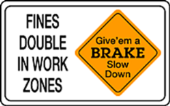 FINES
DOUBLE
IN WORK
ZONES
Give'em a
BRAKE
Slow
Down